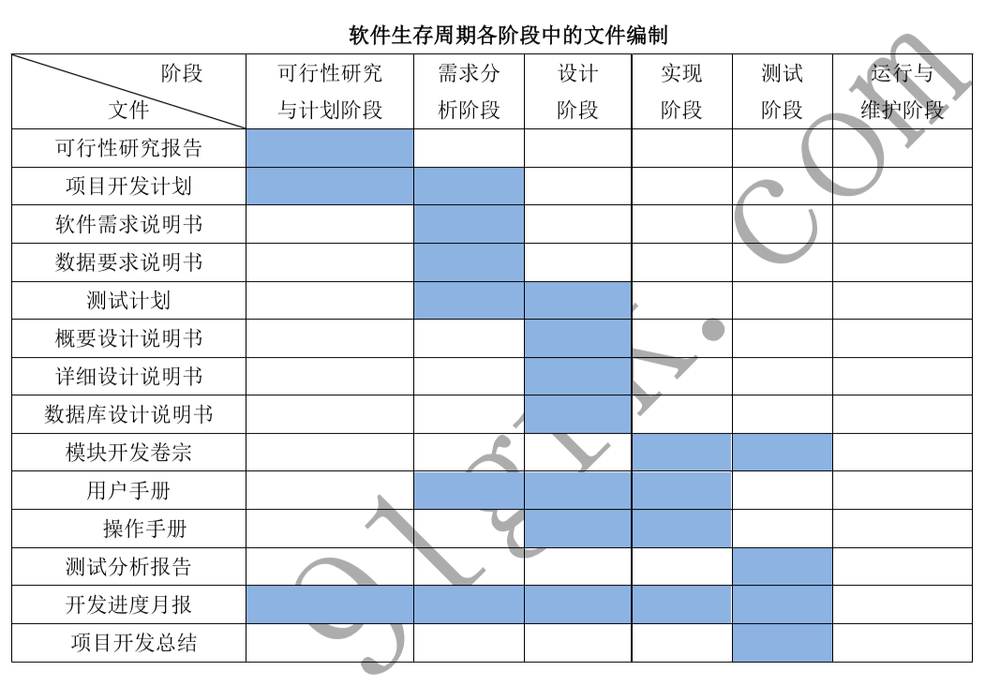 软件生存周期各阶段中的文件编制
阶段
文件
可行性研究
与计划阶段
需求分
析阶段
设计
阶段
实现
阶段
测试
阶段
运行与
维护阶段
可行性研究报告
项目开发计划
软件需求说明书
数据要求说明书
测试计划
概要设计说明书
详细设计说明书
数据库设计说明书
模块开发卷宗
用户手册
操作手册
测试分析报告
开发进度月报
项目开发总结